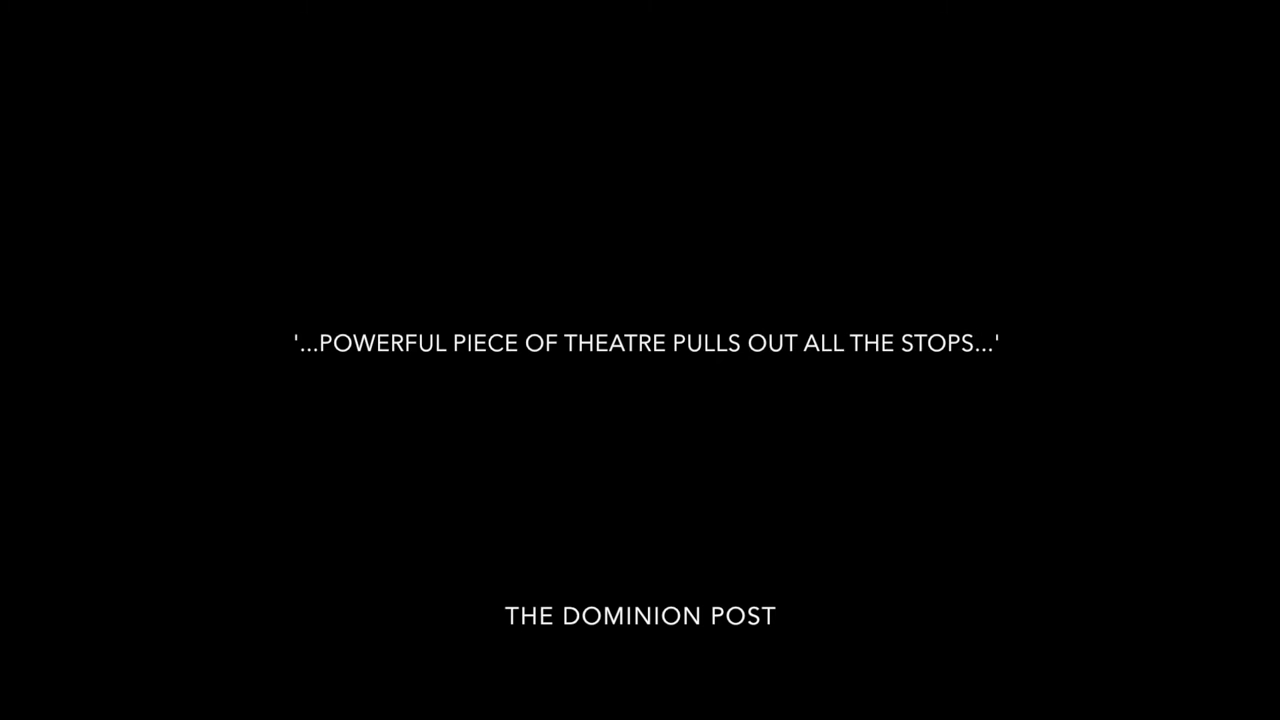 '...POWERFUL PIECE OF THEATRE PULLS OUT ALL THE STOPS...'
THE DOMINION POST